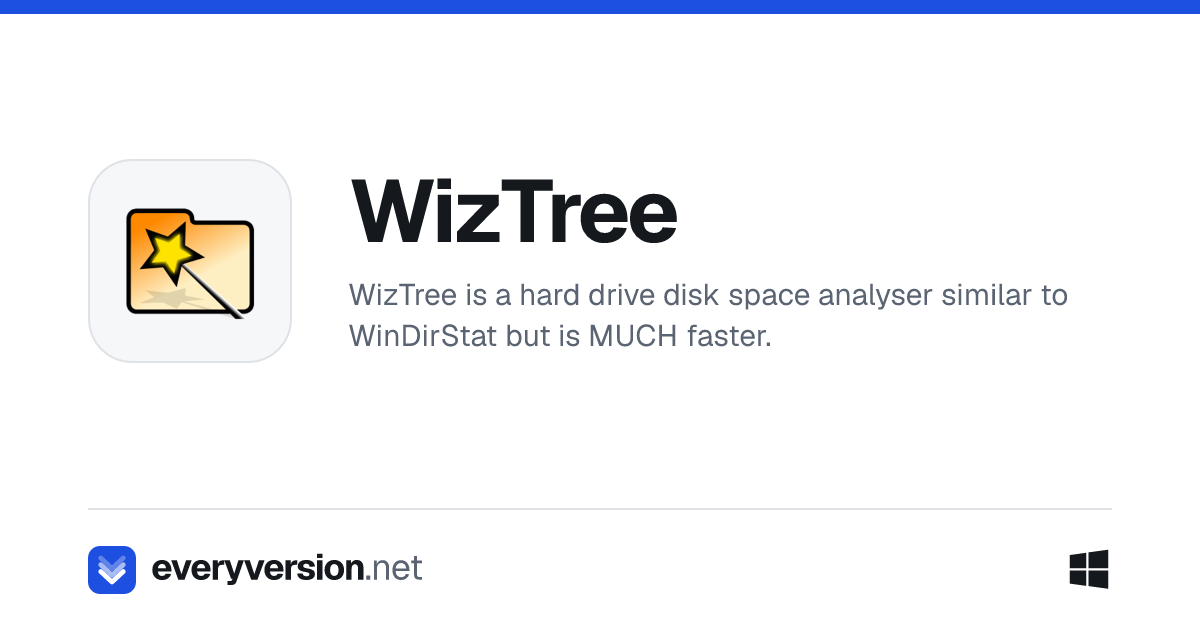 WizTree
WizTree is a hard drive disk space analyser similar to
WinDirStat but is MUCH faster.
everyversion.net